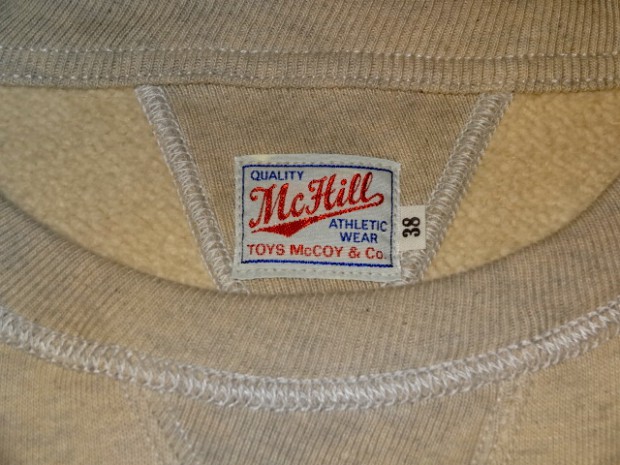 QUALITY
McHill
ATHLETIC
WEAR
TOYS McCOY & Co.
38